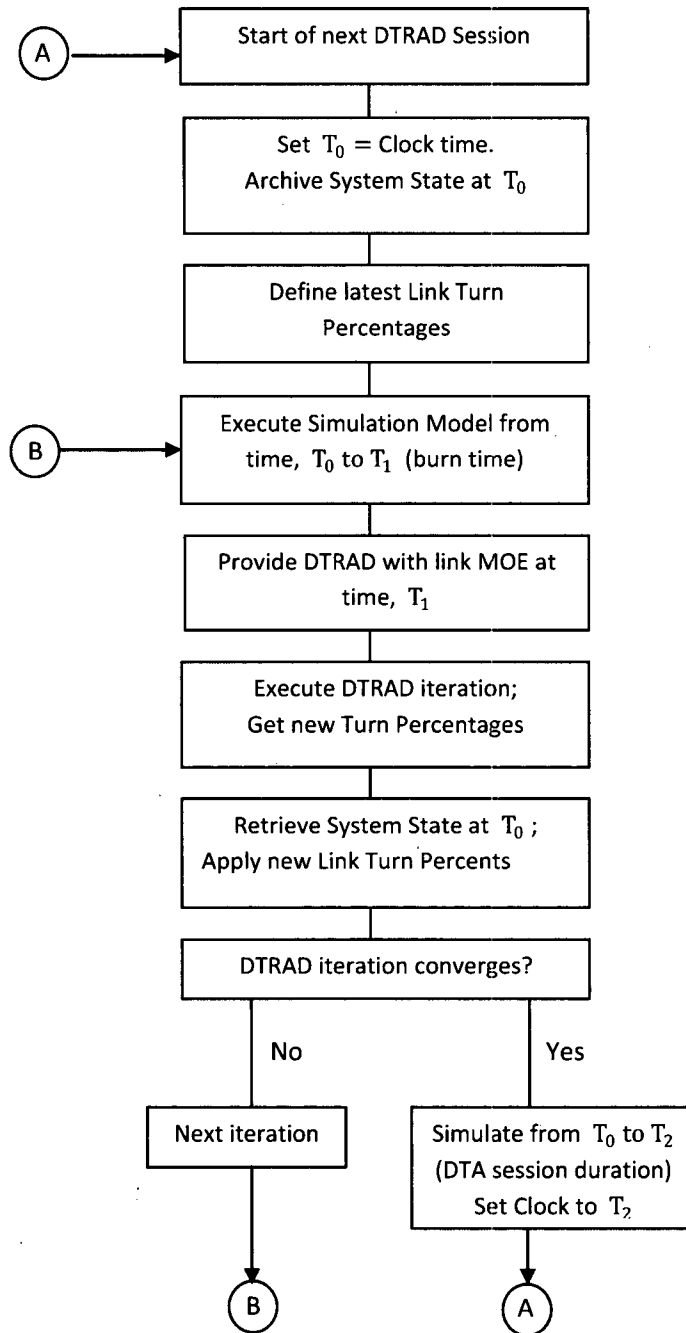 A
Start of next DTRAD Session
Set T₀ = Clock time.
Archive System State at T₀
Define latest Link Turn
Percentages
B
Execute Simulation Model from
time, T₀ to T₁ (burn time)
Provide DTRAD with link MOE at
time, T₁
Execute DTRAD iteration;
Get new Turn Percentages
Retrieve System State at T₀ ;
Apply new Link Turn Percents
DTRAD iteration converges?
No
Yes
Next iteration
Simulate from T₀ to T₂
(DTA session duration)
Set Clock to T₂
B
A